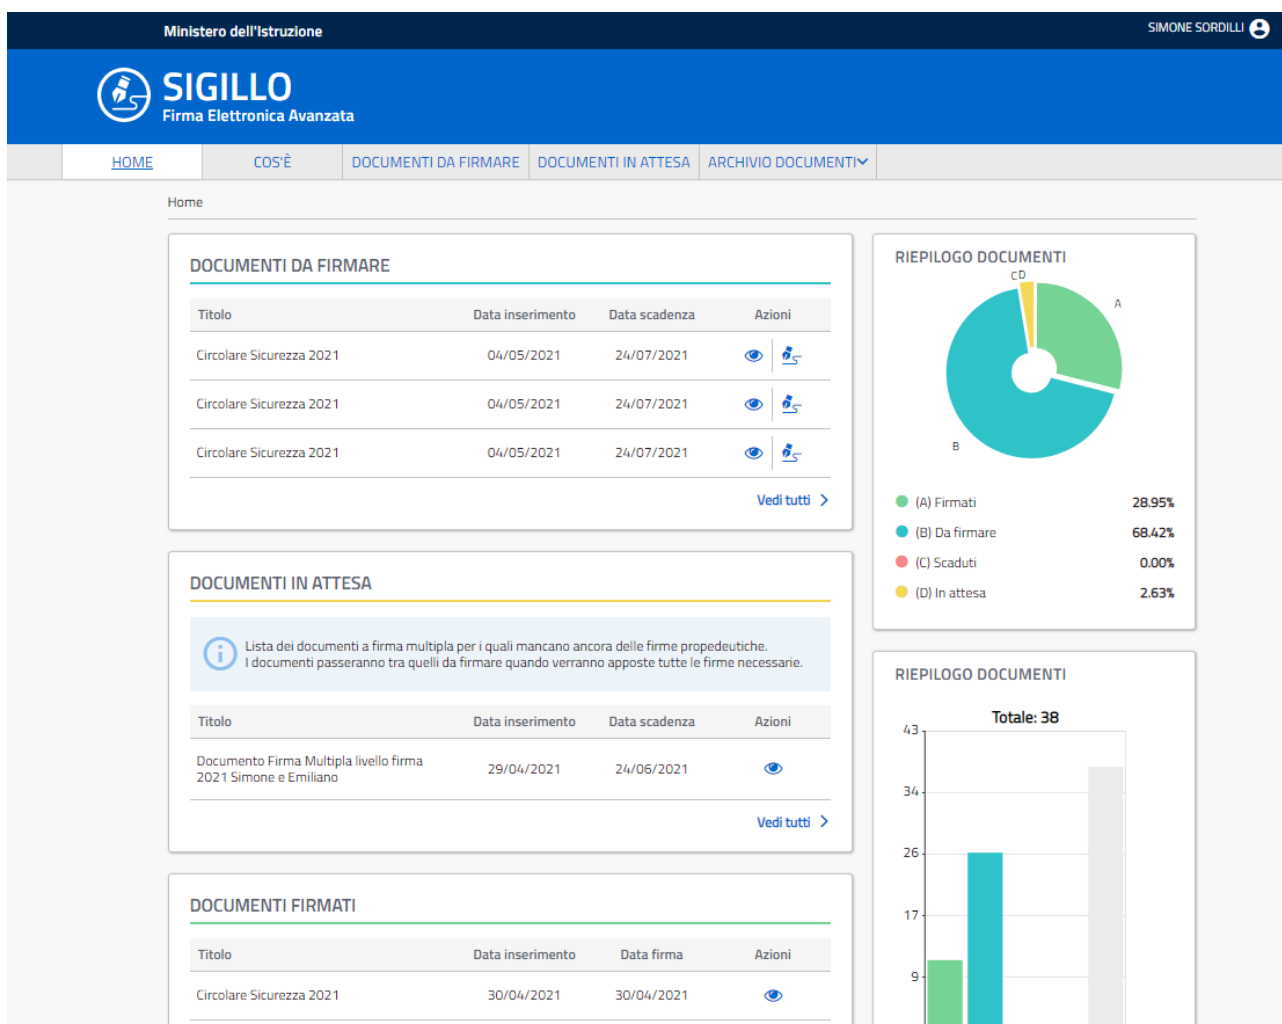 Ministero dell'Istruzione
SIMONE SORDILLI
SIGILLO
Firma Elettronica Avanzata
HOME
COS'È
DOCUMENTI DA FIRMARE
DOCUMENTI IN ATTESA
ARCHIVIO DOCUMENTI
Home
DOCUMENTI DA FIRMARE
Titolo Data inserimento Data scadenza Azioni
Circolare Sicurezza 2021 04/05/2021 24/07/2021
Circolare Sicurezza 2021 04/05/2021 24/07/2021
Circolare Sicurezza 2021 04/05/2021 24/07/2021
Vedi tutti
DOCUMENTI IN ATTESA
Lista dei documenti a firma multipla per i quali mancano ancora delle firme propedeutiche.
I documenti passeranno tra quelli da firmare quando verranno apposte tutte le firme necessarie.
Titolo Data inserimento Data scadenza Azioni
Documento Firma Multipla livello firma
2021 Simone e Emiliano 29/04/2021 24/06/2021
Vedi tutti
DOCUMENTI FIRMATI
Titolo Data inserimento Data firma Azioni
Circolare Sicurezza 2021 30/04/2021 30/04/2021
RIEPILOGO DOCUMENTI
C D
A
B
(A) Firmati 28.95%
(B) Da firmare 68.42%
(C) Scaduti 0.00%
(D) In attesa 2.63%
RIEPILOGO DOCUMENTI
Totale: 38
43
34
26
17
9